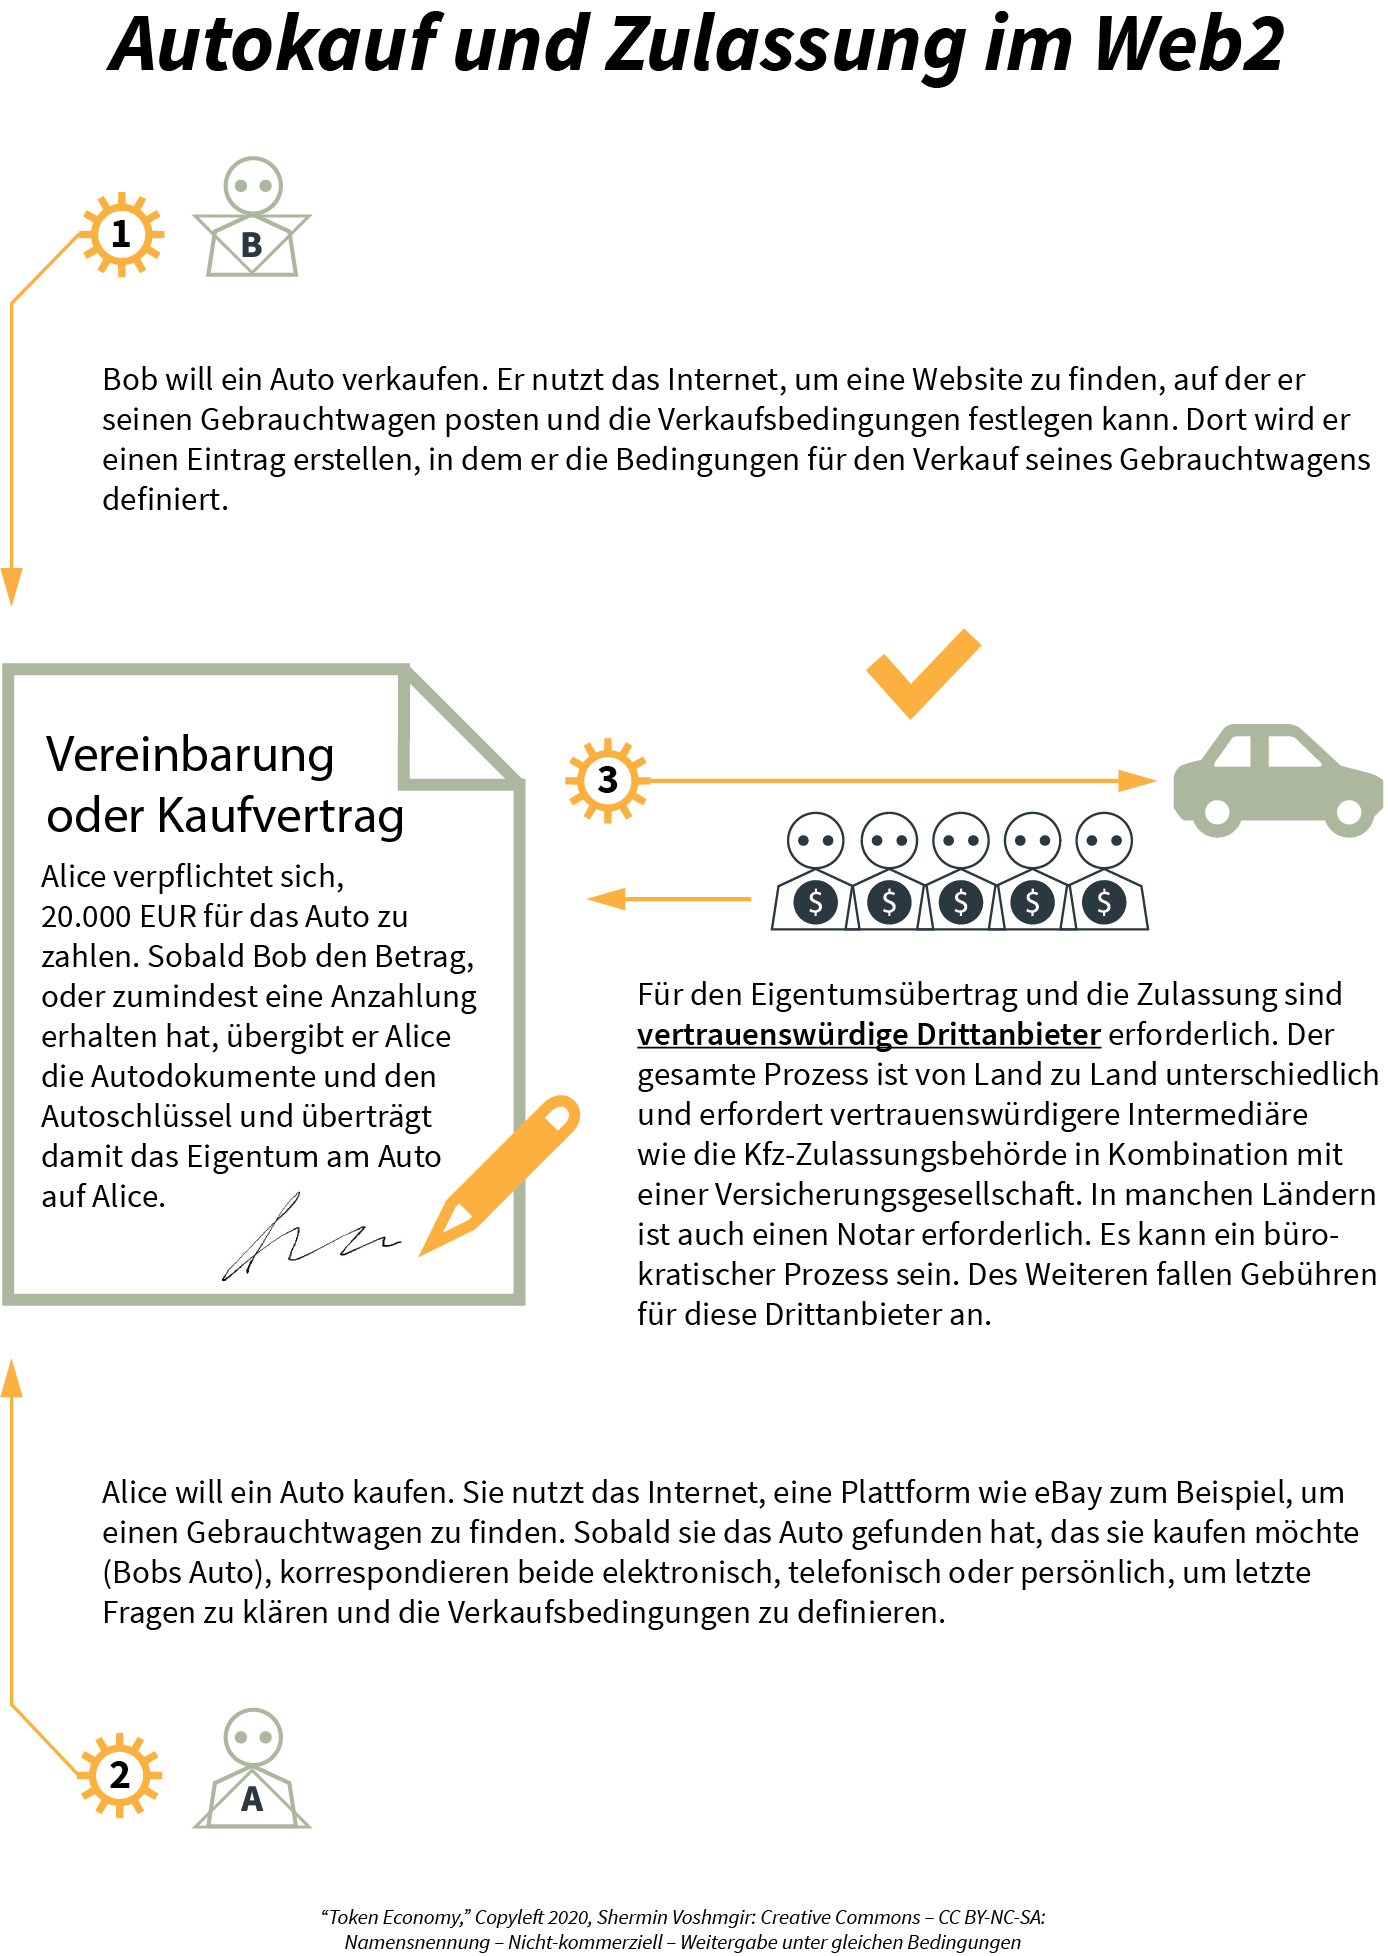 Autokauf und Zulassung im Web2
1
B
Bob will ein Auto verkaufen. Er nutzt das Internet, um eine Website zu finden, auf der er
seinen Gebrauchtwagen posten und die Verkaufsbedingungen festlegen kann. Dort wird er
einen Eintrag erstellen, in dem er die Bedingungen für den Verkauf seines Gebrauchtwagens
definiert.
Vereinbarung
oder Kaufvertrag
Alice verpflichtet sich,
20.000 EUR für das Auto zu
zahlen. Sobald Bob den Betrag,
oder zumindest eine Anzahlung
erhalten hat, übergibt er Alice
die Autodokumente und den
Autoschlüssel und überträgt
damit das Eigentum am Auto
auf Alice.
3
$ $ $ $ $
Für den Eigentumsübertrag und die Zulassung sind
vertrauenswürdige Drittanbieter erforderlich. Der
gesamte Prozess ist von Land zu Land unterschiedlich
und erfordert vertrauenswürdigere Intermediäre
wie die Kfz-Zulassungsbehörde in Kombination mit
einer Versicherungsgesellschaft. In manchen Ländern
ist auch einen Notar erforderlich. Es kann ein büro-
kratischer Prozess sein. Des Weiteren fallen Gebühren
für diese Drittanbieter an.
Alice will ein Auto kaufen. Sie nutzt das Internet, eine Plattform wie eBay zum Beispiel, um
einen Gebrauchtwagen zu finden. Sobald sie das Auto gefunden hat, das sie kaufen möchte
(Bobs Auto), korrespondieren beide elektronisch, telefonisch oder persönlich, um letzte
Fragen zu klären und die Verkaufsbedingungen zu definieren.
2
A
“Token Economy,” Copyleft 2020, Shermin Voshmgir: Creative Commons – CC BY-NC-SA:
Namensnennung – Nicht-kommerziell – Weitergabe unter gleichen Bedingungen